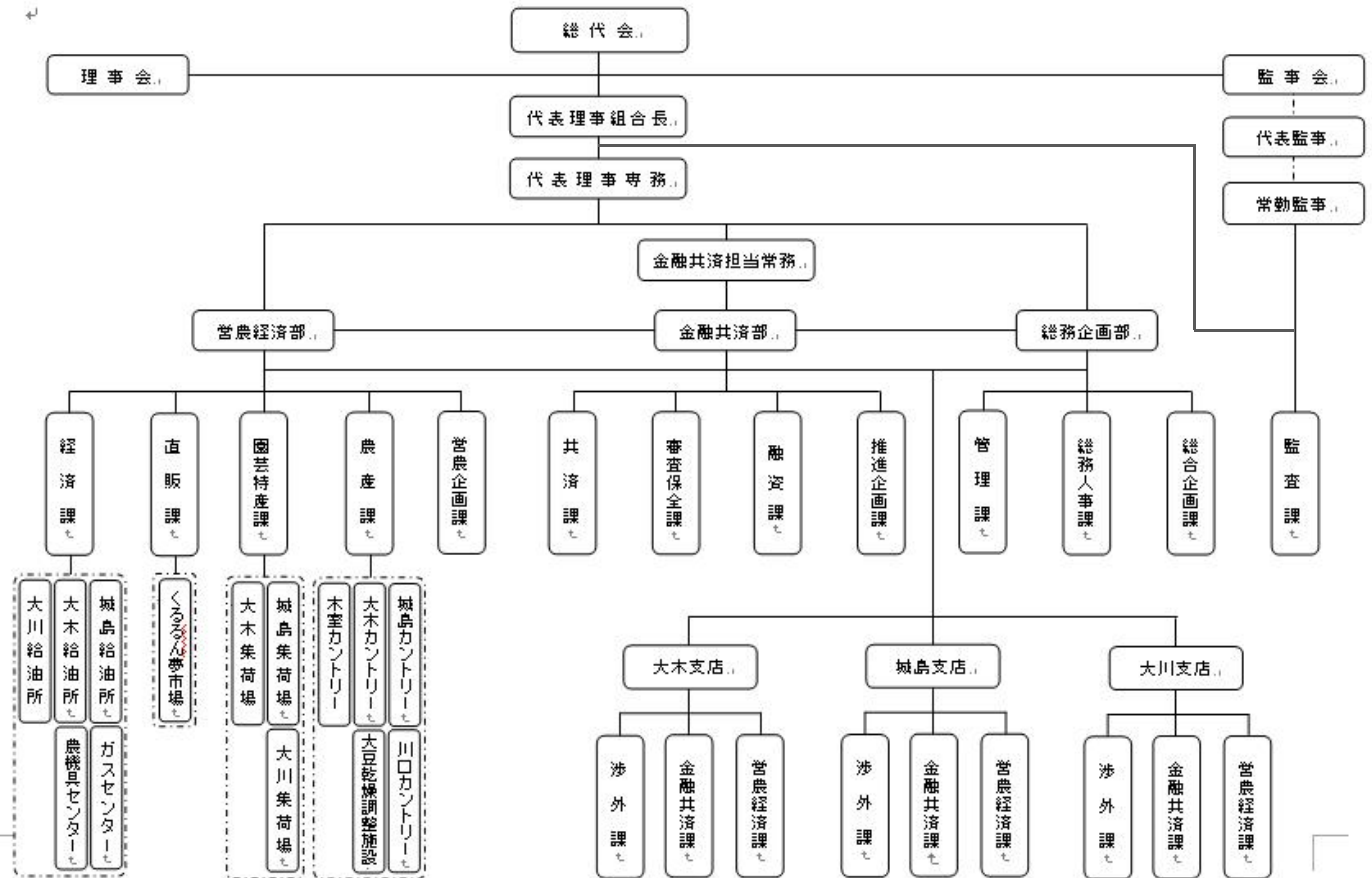 総代会
理事会
監事会
代表理事組合長
代表監事
代表理事専務
常勤監事
金融共済担当常務
営農経済部
金融共済部
総務企画部
経済課
直販課
園芸特産課
農産課
営農企画課
共済課
審査保全課
融資課
推進企画課
管理課
総務人事課
総合企画課
監査課
大川給油所
大木給油所
城島給油所
農機具センター
ガスセンター
くるるん夢市場
大木集荷場
城島集荷場
大川集荷場
木室カントリー
大木カントリー
城島カントリー
大豆乾燥調整施設
川口カントリー
大木支店
城島支店
大川支店
渉外課
金融共済課
営農経済課
渉外課
金融共済課
営農経済課
渉外課
金融共済課
営農経済課